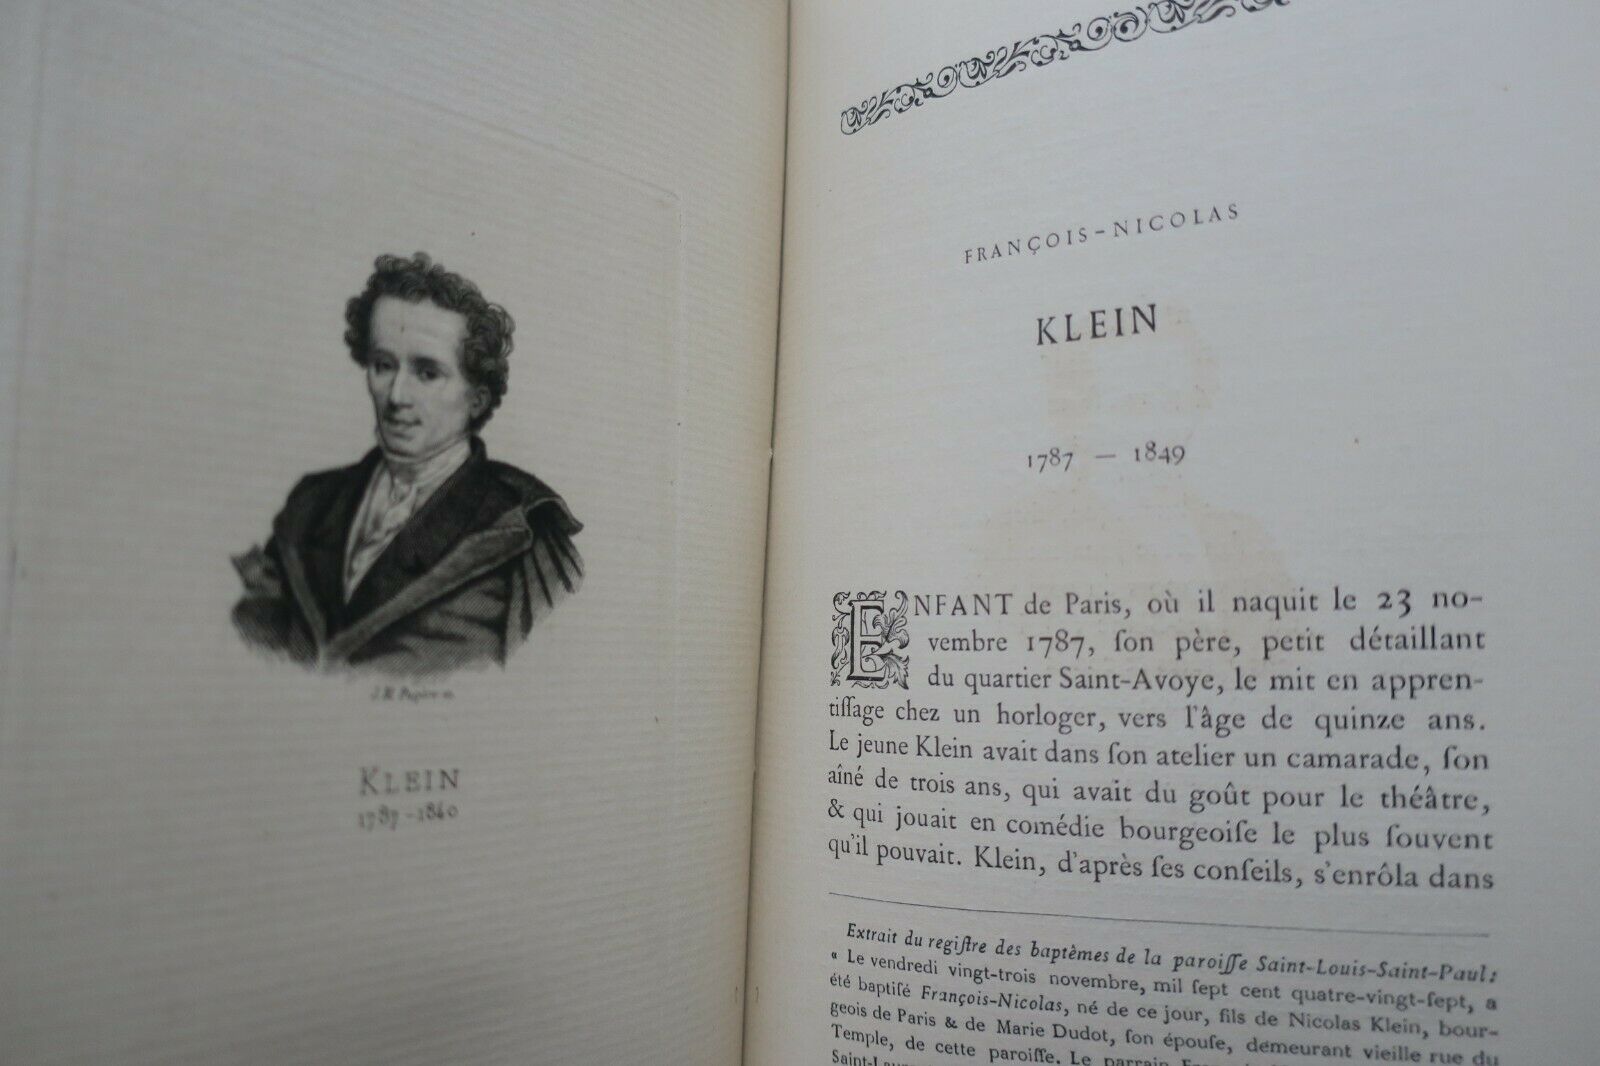 KLEIN
1787-1840
FRANÇOIS-NICOLAS
KLEIN
1787 — 1849
ENFANT de Paris, où il naquit le 23 no-
vembre 1787, ſon père, petit détaillant
du quartier Saint-Avoye, le mit en appren-
tiſſage chez un horloger, vers l'âge de quinze ans.
Le jeune Klein avait dans ſon atelier un camarade, ſon
aîné de trois ans, qui avait du goût pour le théâtre,
& qui jouait en comédie bourgeoiſe le plus ſouvent
qu'il pouvait. Klein, d'après ſes conſeils, s'enrôla dans
Extrait du regiſtre des baptêmes de la paroiſſe Saint-Louis-Saint-Paul :
« Le vendredi vingt-trois novembre, mil ſept cent quatre-vingt-ſept, a
été baptiſé François-Nicolas, né de ce jour, fils de Nicolas Klein, bour-
geois de Paris & de Marie Dudot, ſon épouſe, demeurant vieille rue du
Temple, de cette paroiſſe. Le parrain